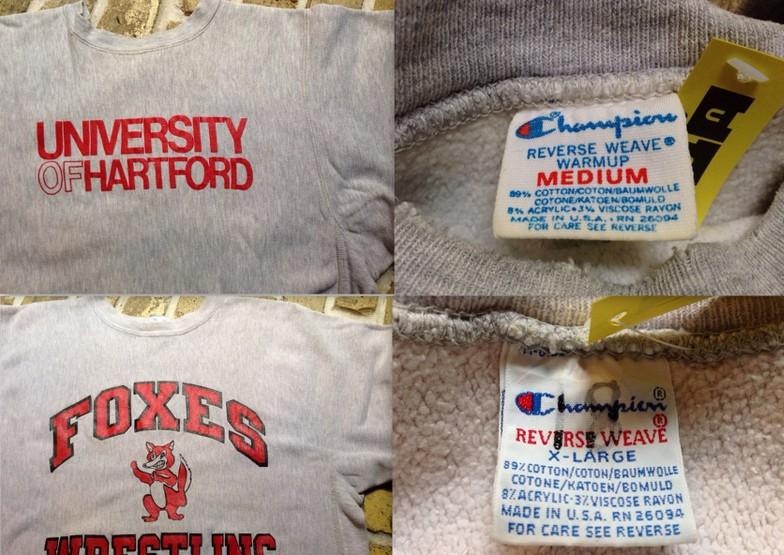 UNIVERSITY
OFHARTFORD
Champion
REVERSE WEAVE®
WARMUP
MEDIUM
89% COTTON/COTON/BAUMWOLLE
COTONE/KATOEN/BOMULD
8% ACRYLIC•3% VISCOSE RAYON
MADE IN U.S.A. • RN 26094
FOR CARE SEE REVERSE
FOXES
WRESTLING
Champion®
REVERSE WEAVE®
X-LARGE
89% COTTON/COTON/BAUMWOLLE
COTONE/KATOEN/BOMULD
8% ACRYLIC-3% VISCOSE RAYON
MADE IN U.S.A. RN 26094
FOR CARE SEE REVERSE